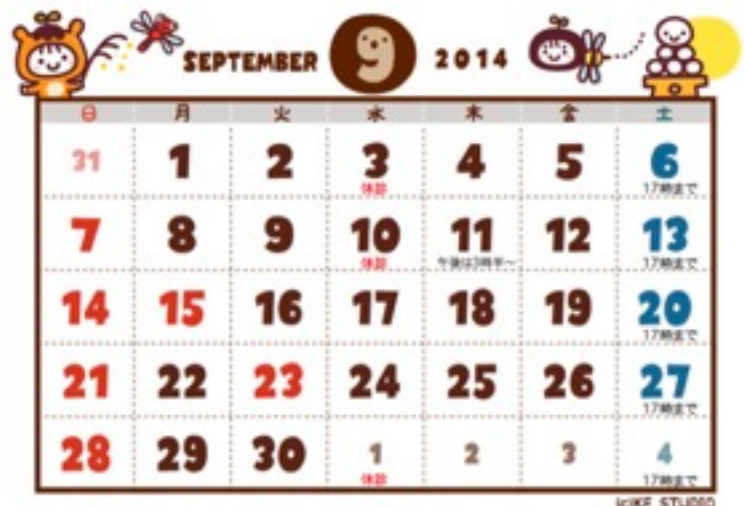 SEPTEMBER 9 2014
日 月 火 水 木 金 土
31 1 2 3 4 5 6
休診 17時まで
7 8 9 10 11 12 13
休診 午後は3時半～ 17時まで
14 15 16 17 18 19 20
17時まで
21 22 23 24 25 26 27
17時まで
28 29 30 1 2 3 4
休診 17時まで
STUDIO